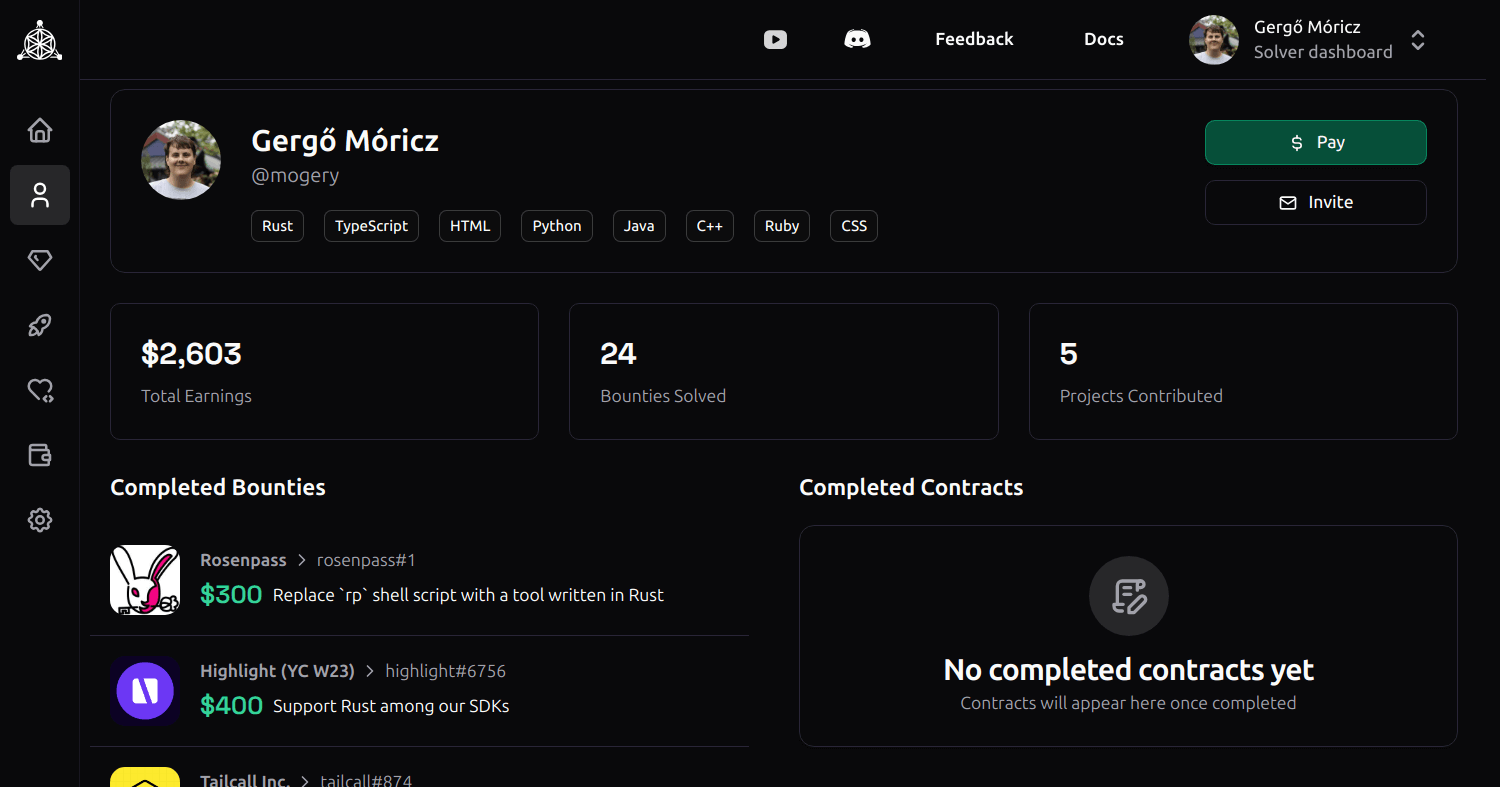 Feedback
Docs
Gergő Móricz
Solver dashboard
Gergő Móricz
@mogery
Rust
TypeScript
HTML
Python
Java
C++
Ruby
CSS
$ Pay
Invite
$2,603
Total Earnings
24
Bounties Solved
5
Projects Contributed
Completed Bounties
Rosenpass > rosenpass#1
$300 Replace `rp` shell script with a tool written in Rust
Highlight (YC W23) > highlight#6756
$400 Support Rust among our SDKs
Tailcall Inc. > tailcall#874
Completed Contracts
No completed contracts yet
Contracts will appear here once completed